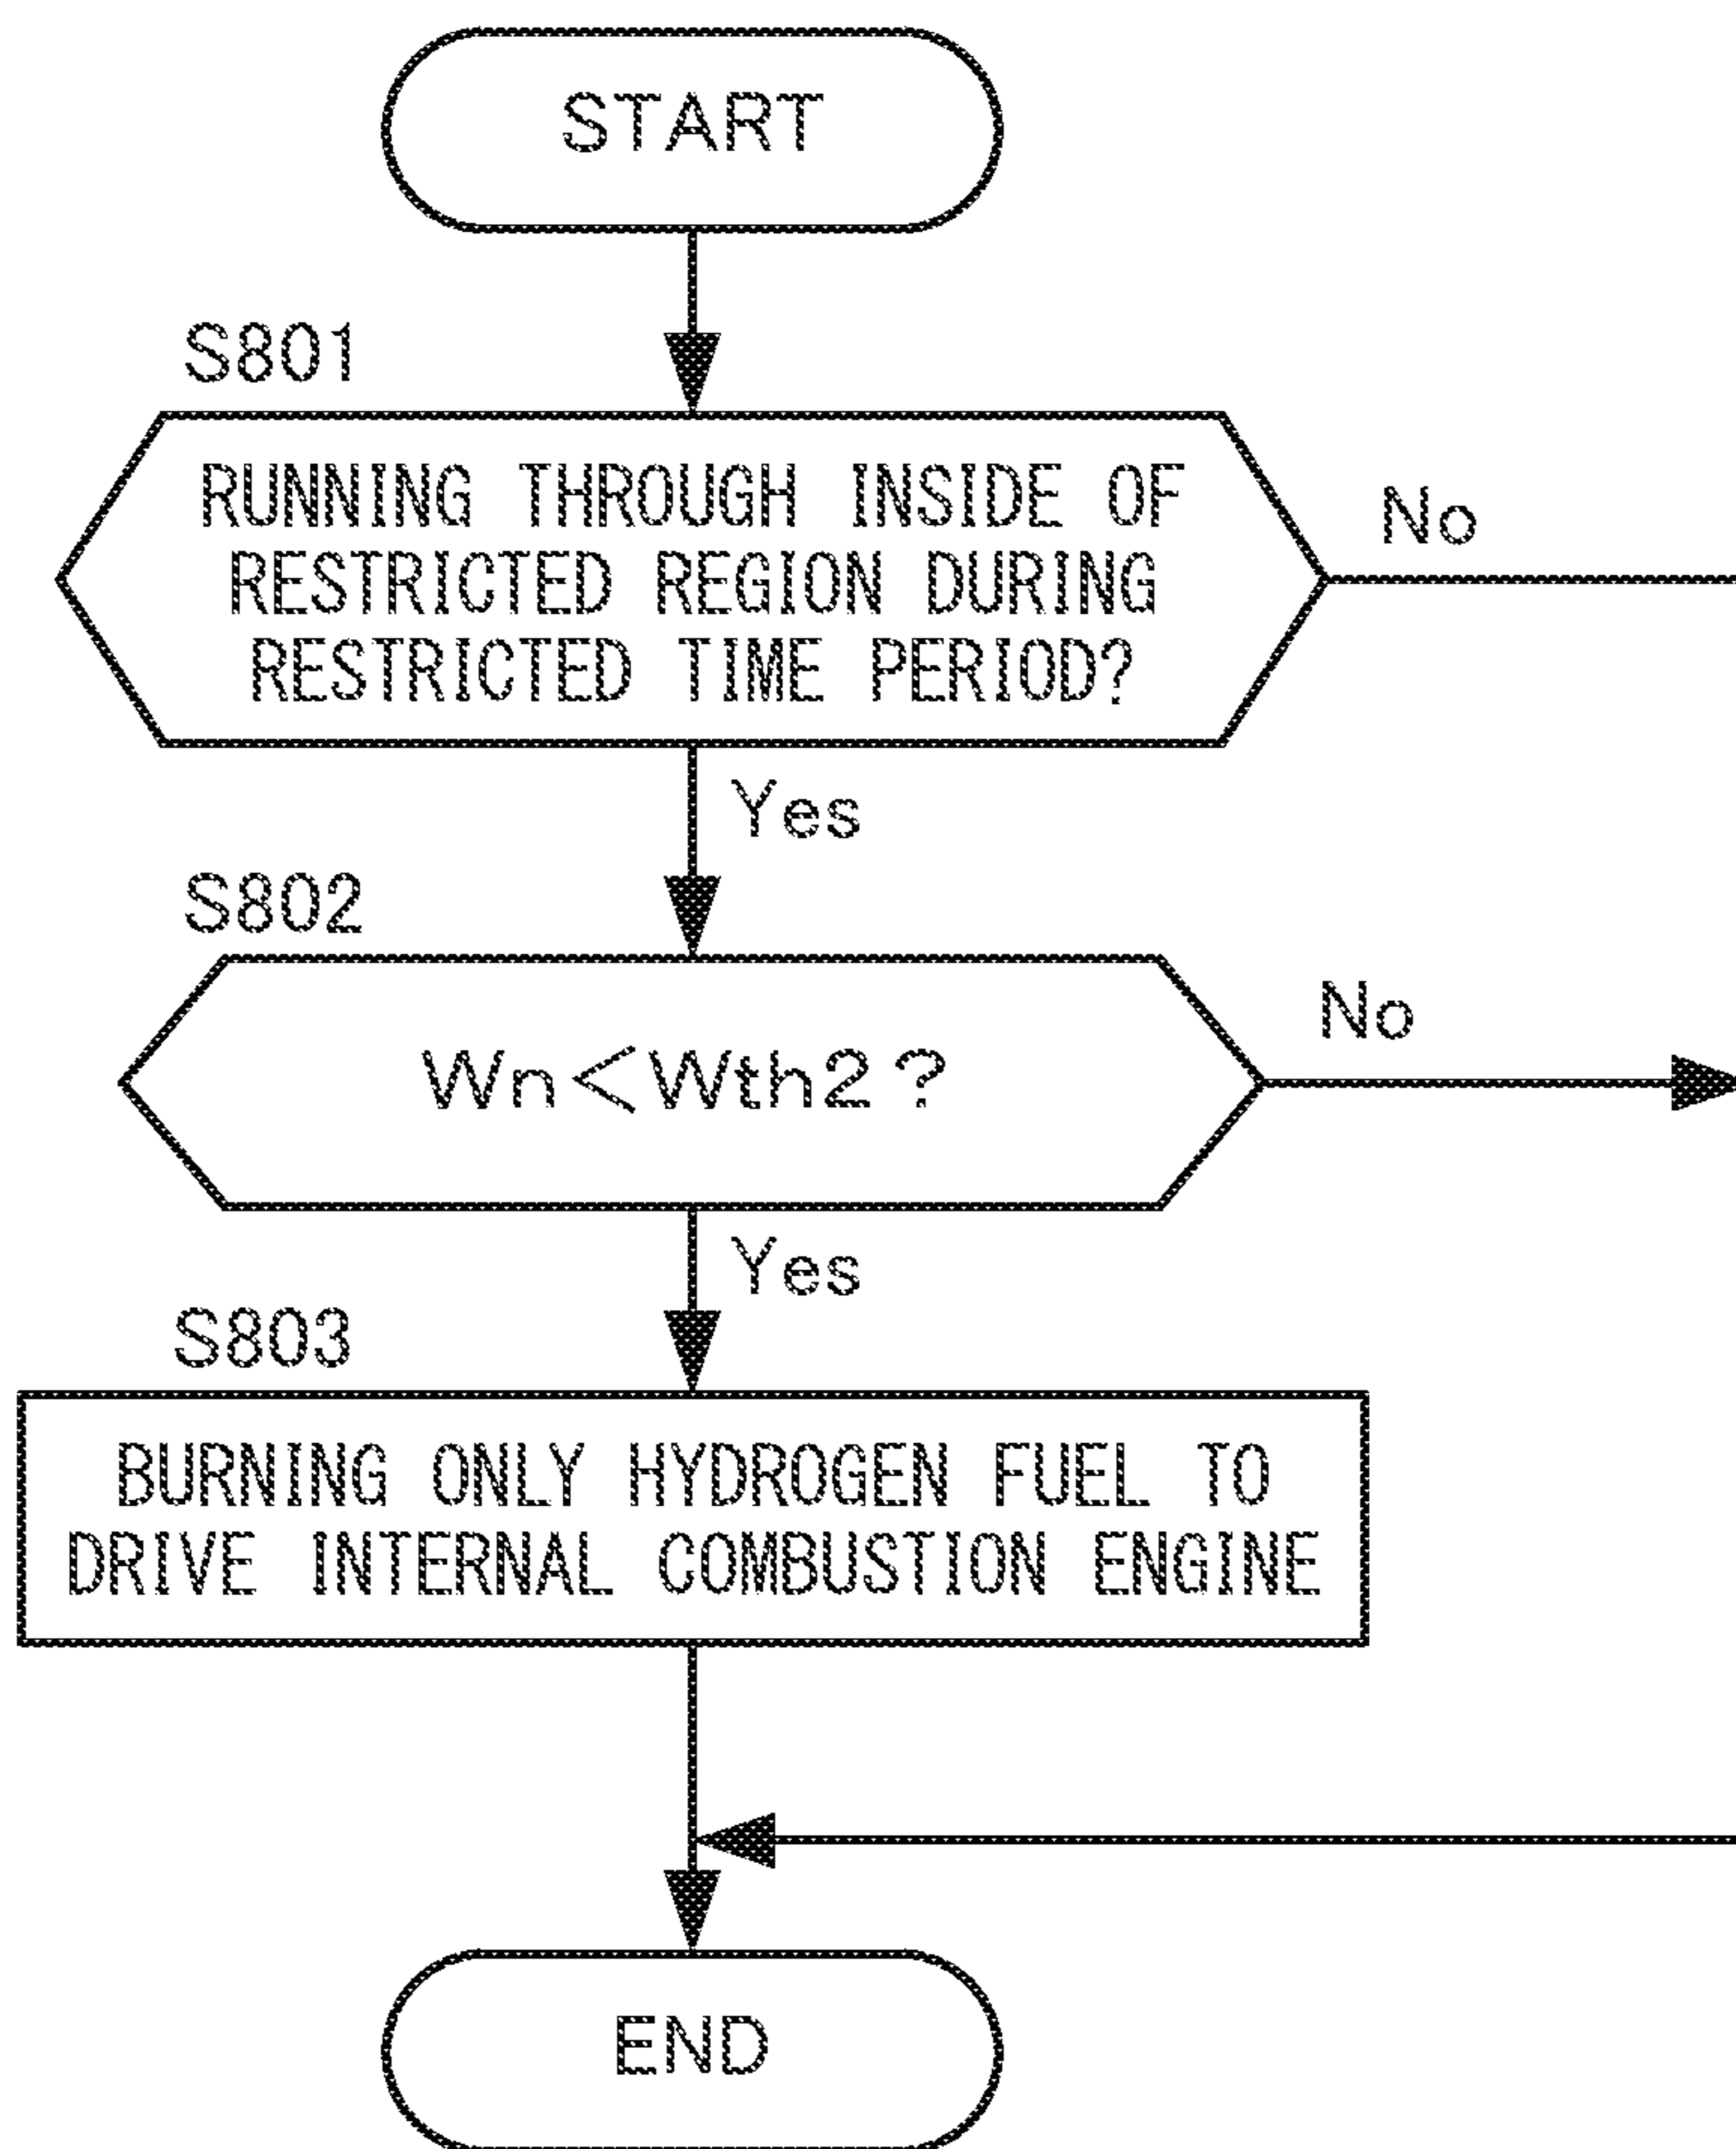 START
S801
RUNNING THROUGH INSIDE OF
RESTRICTED REGION DURING
RESTRICTED TIME PERIOD?
No
Yes
S802
Wn<Wth2?
No
Yes
S803
BURNING ONLY HYDROGEN FUEL TO
DRIVE INTERNAL COMBUSTION ENGINE
END